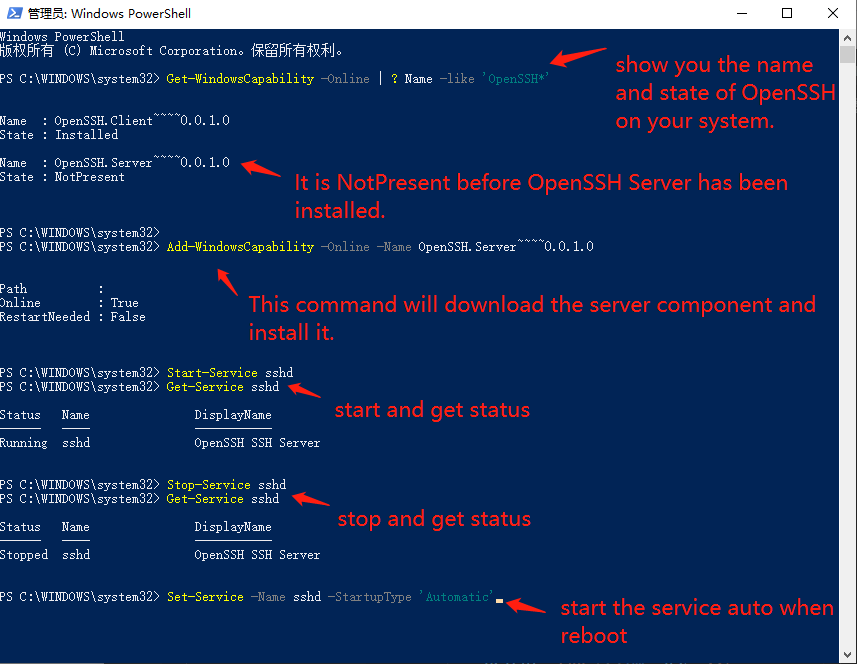 管理员: Windows PowerShell
Windows PowerShell
版权所有 (C) Microsoft Corporation。保留所有权利。
PS C:\WINDOWS\system32> Get-WindowsCapability -Online | ? Name -like 'OpenSSH*'
show you the name
and state of OpenSSH
on your system.
Name : OpenSSH.Client~~~~0.0.1.0
State : Installed
Name : OpenSSH.Server~~~~0.0.1.0
State : NotPresent
It is NotPresent before OpenSSH Server has been
installed.
PS C:\WINDOWS\system32>
PS C:\WINDOWS\system32> Add-WindowsCapability -Online -Name OpenSSH.Server~~~~0.0.1.0
Path :
Online : True
RestartNeeded : False
This command will download the server component and
install it.
PS C:\WINDOWS\system32> Start-Service sshd
PS C:\WINDOWS\system32> Get-Service sshd
start and get status
Status Name DisplayName
Running sshd OpenSSH SSH Server
PS C:\WINDOWS\system32> Stop-Service sshd
PS C:\WINDOWS\system32> Get-Service sshd
stop and get status
Status Name DisplayName
Stopped sshd OpenSSH SSH Server
PS C:\WINDOWS\system32> Set-Service -Name sshd -StartupType 'Automatic'
start the service auto when
reboot